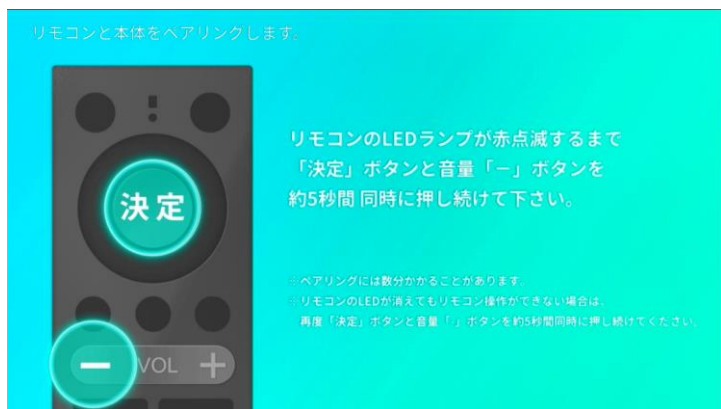 リモコンと本体をペアリングします。
決定
リモコンのLEDランプが赤点滅するまで
「決定」ボタンと音量「－」ボタンを
約5秒間 同時に押し続けて下さい。
※ペアリングには数分かかることがあります。
※リモコンのLEDが消えてもリモコン操作ができない場合は、
再度「決定」ボタンと音量「-」ボタンを約5秒間同時に押し続けてください。
－ VOL ＋